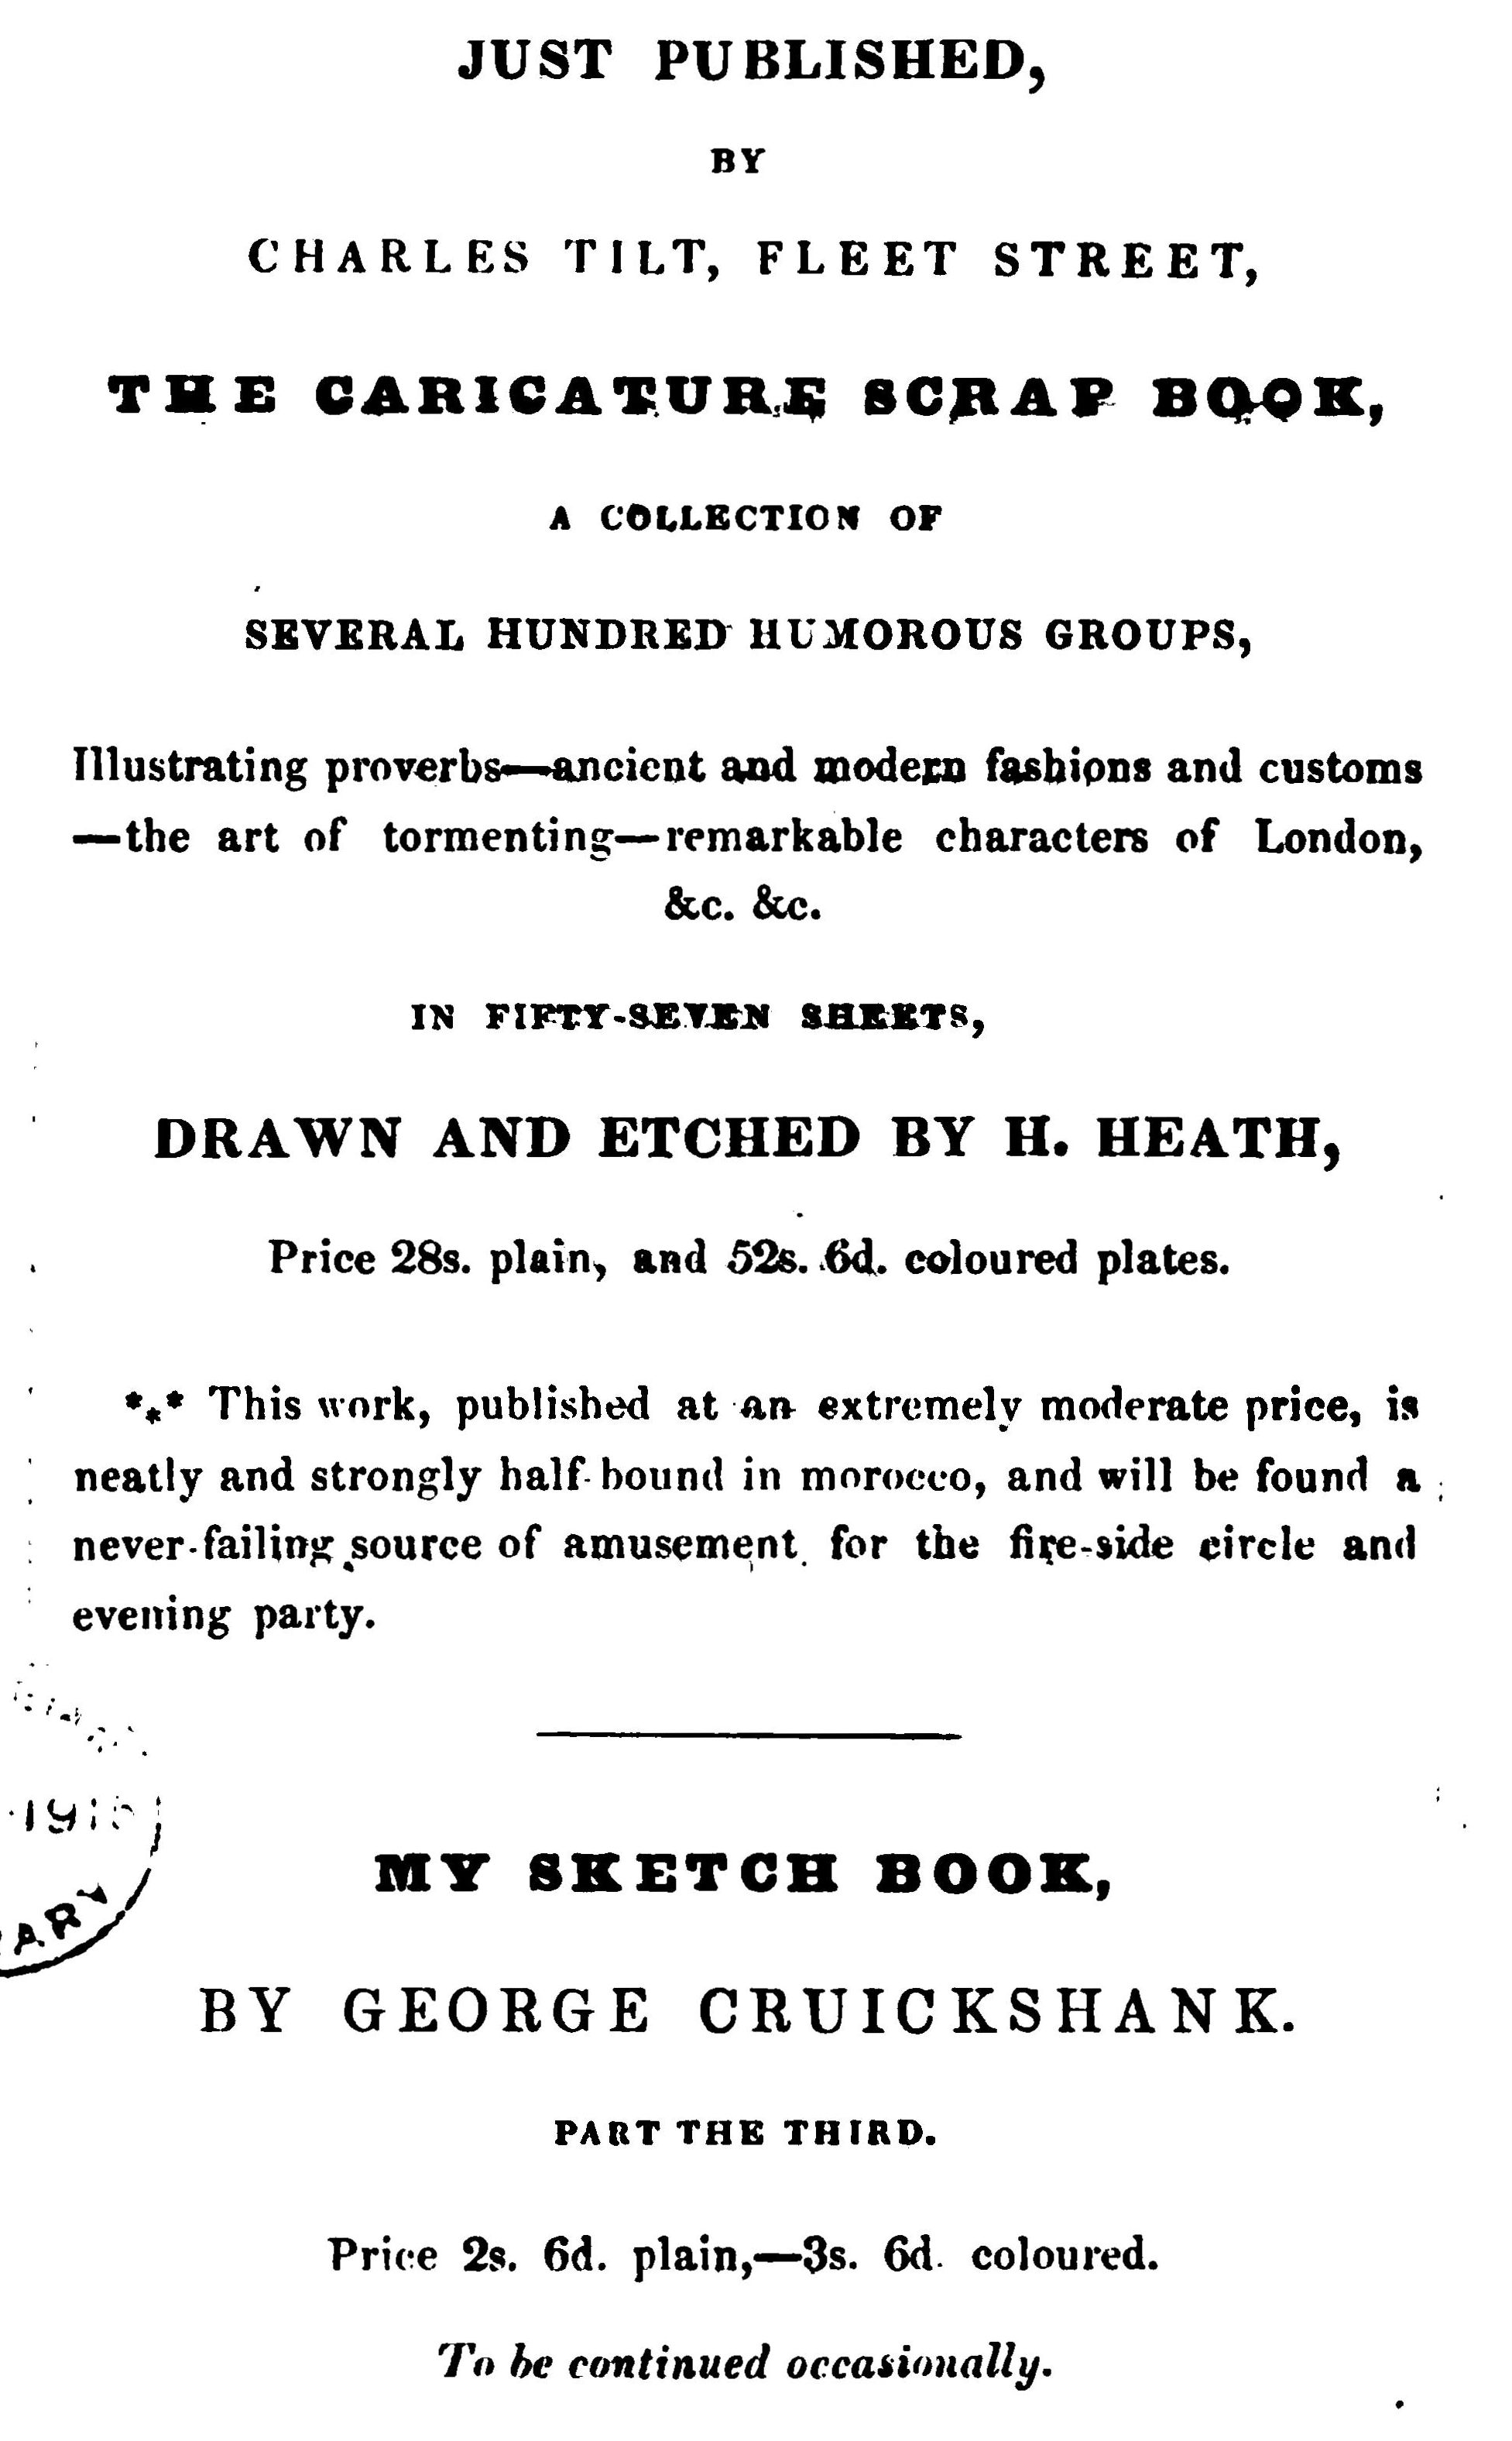 JUST PUBLISHED,
BY
CHARLES TILT, FLEET STREET,
THE CARICATURE SCRAP BOOK,
A COLLECTION OF
SEVERAL HUNDRED HUMOROUS GROUPS,
Illustrating proverbs—ancient and modern fashions and customs
—the art of tormenting—remarkable characters of London,
&c. &c.
IN FIFTY-SEVEN SHEETS,
DRAWN AND ETCHED BY H. HEATH,
Price 28s. plain, and 52s. 6d. coloured plates.
*⁎* This work, published at an extremely moderate price, is
neatly and strongly half-bound in morocco, and will be found a
never-failing source of amusement for the fire-side circle and
evening party.
MY SKETCH BOOK,
BY GEORGE CRUICKSHANK.
PART THE THIRD.
Price 2s. 6d. plain,—3s. 6d. coloured.
To be continued occasionally.